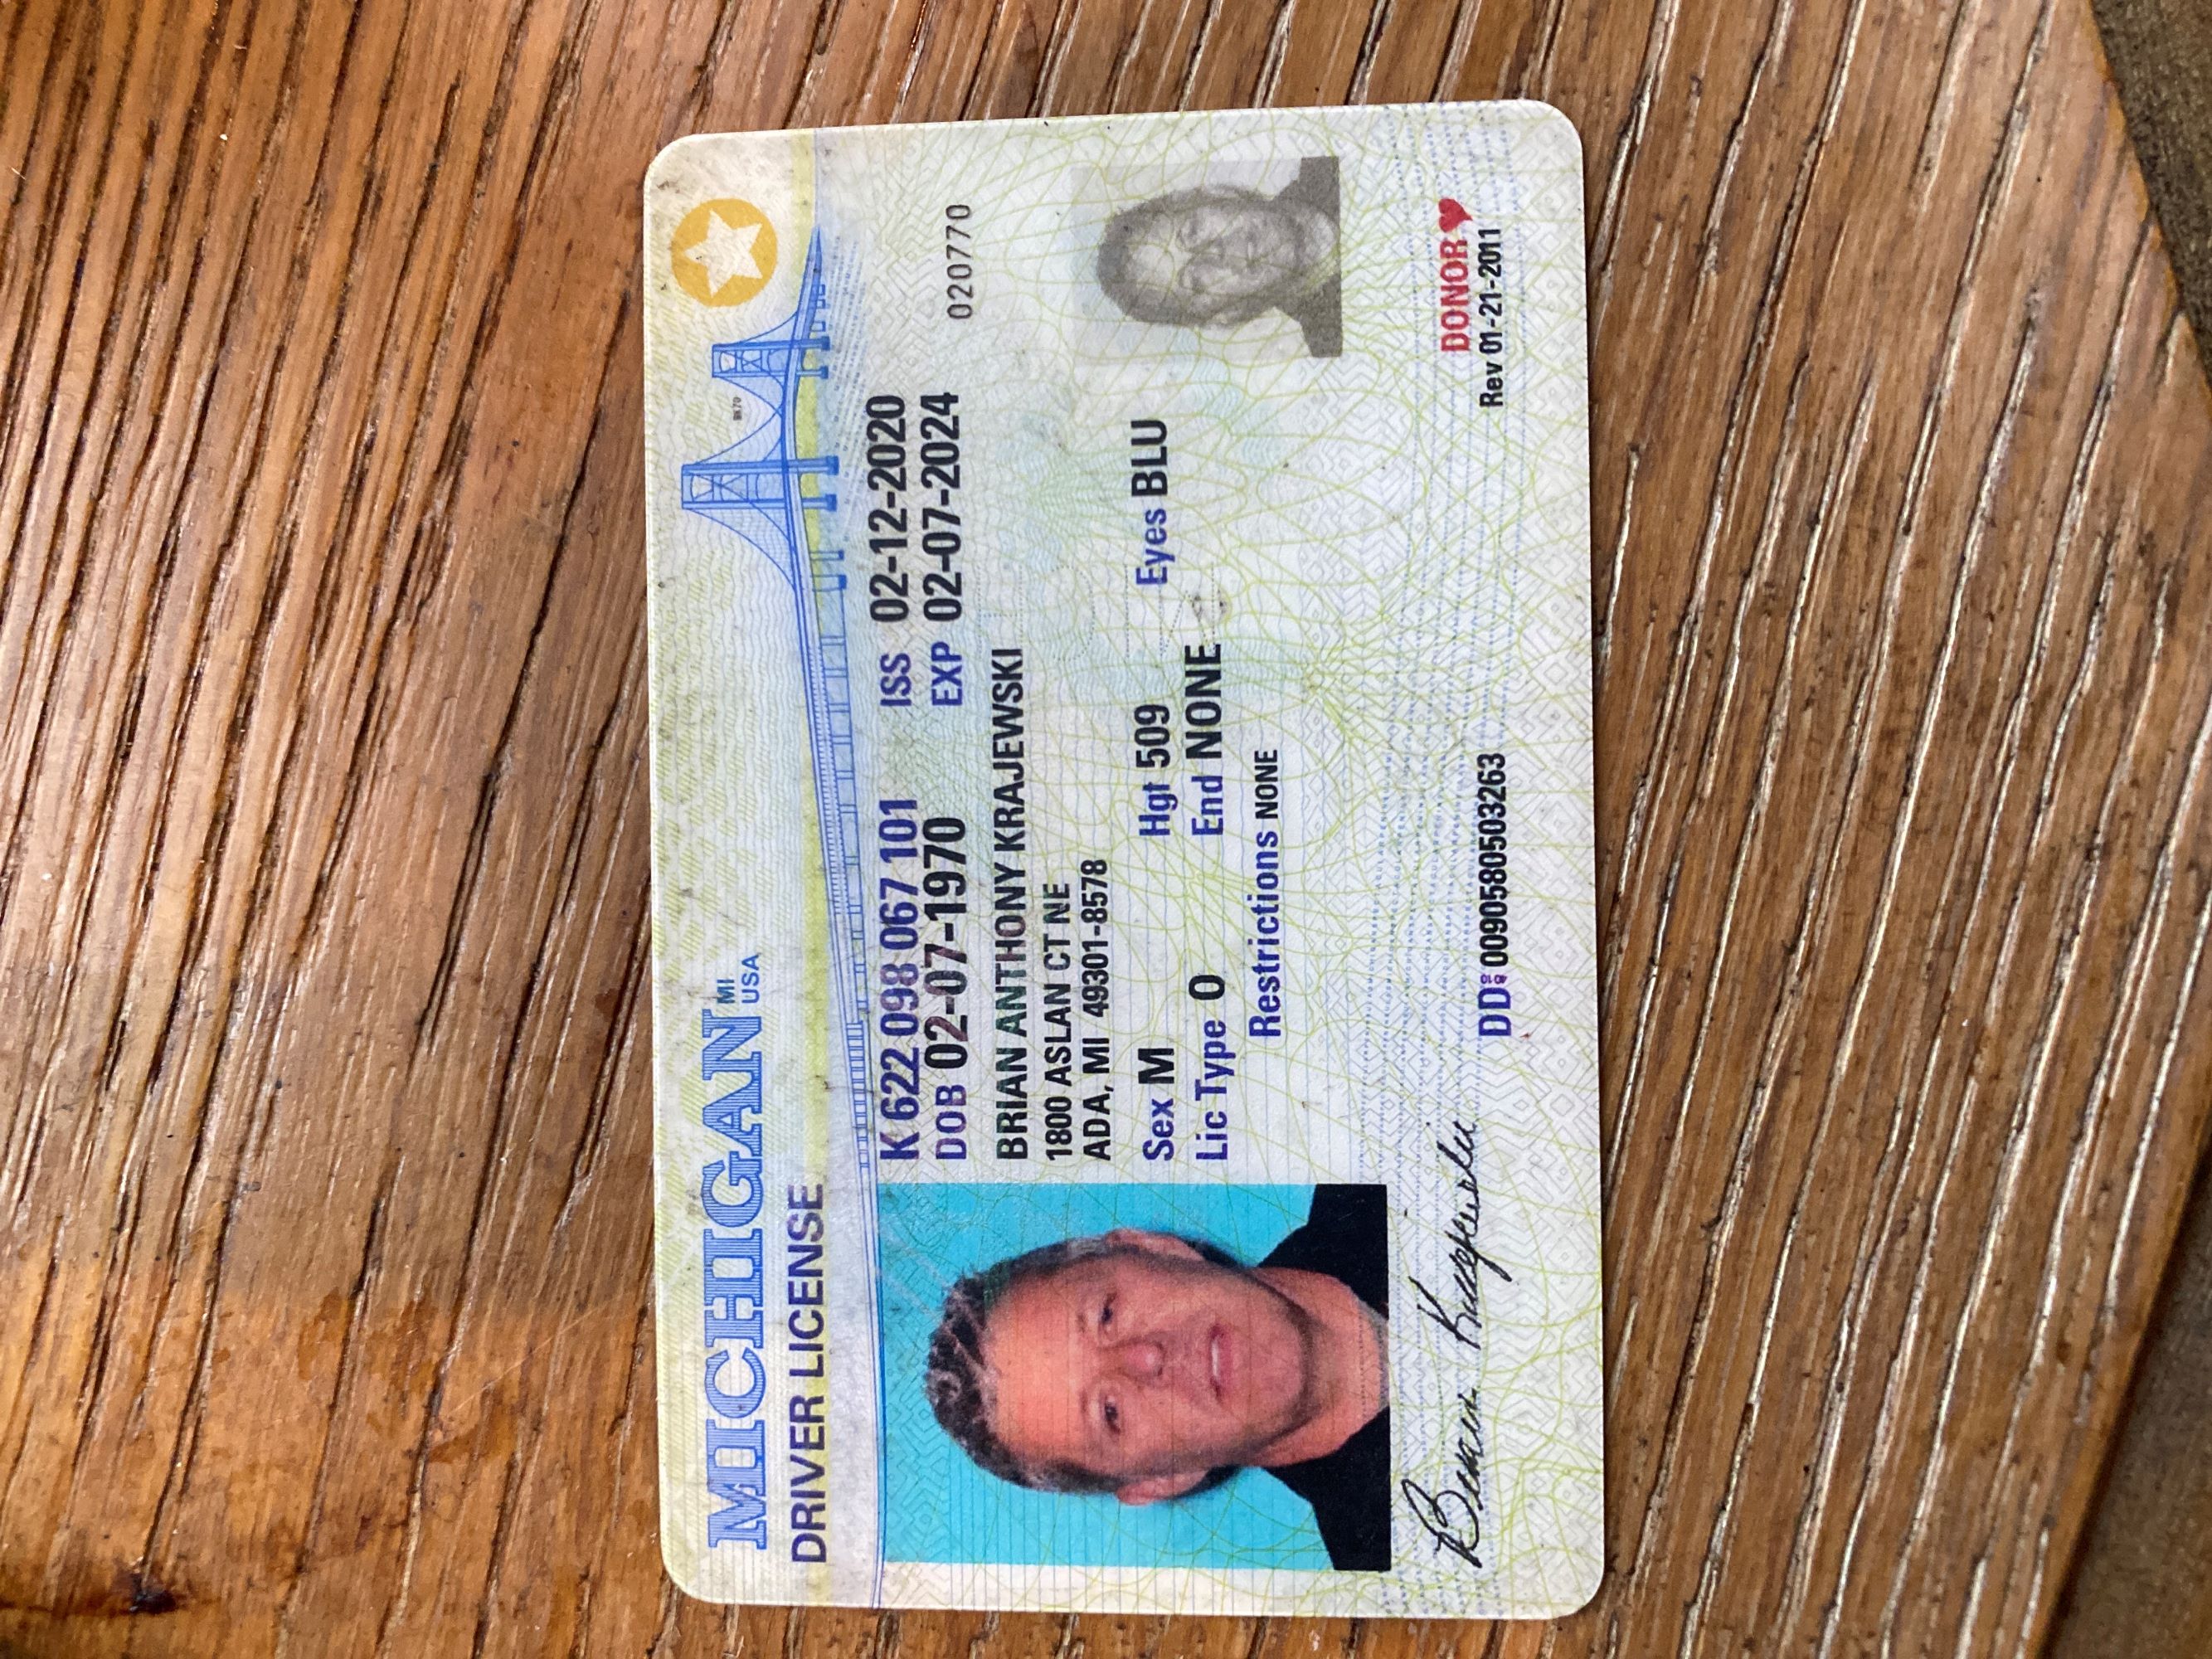 MICHIGAN MI USA
DRIVER LICENSE
K 622 098 067 101 ISS 02-12-2020
DOB 02-07-1970 EXP 02-07-2024
020770
BRIAN ANTHONY KRAJEWSKI
1800 ASLAN CT NE
ADA, MI 49301-8578
Sex M Hgt 509 Eyes BLU
Lic Type O End NONE
Restrictions NONE
Brian Krajewski
DONOR
DD 0090580503263 Rev 01-21-2011